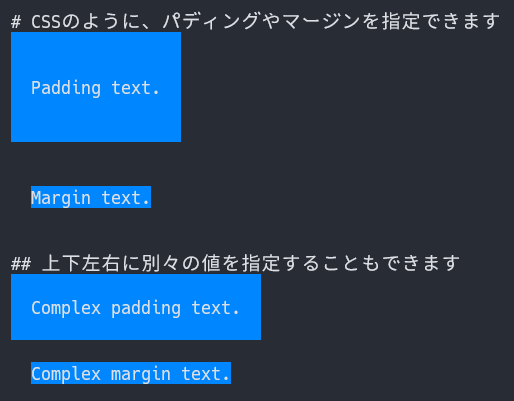 # CSSのように、パディングやマージンを指定できます
Padding text.
Margin text.
## 上下左右に別々の値を指定することもできます
Complex padding text.
Complex margin text.